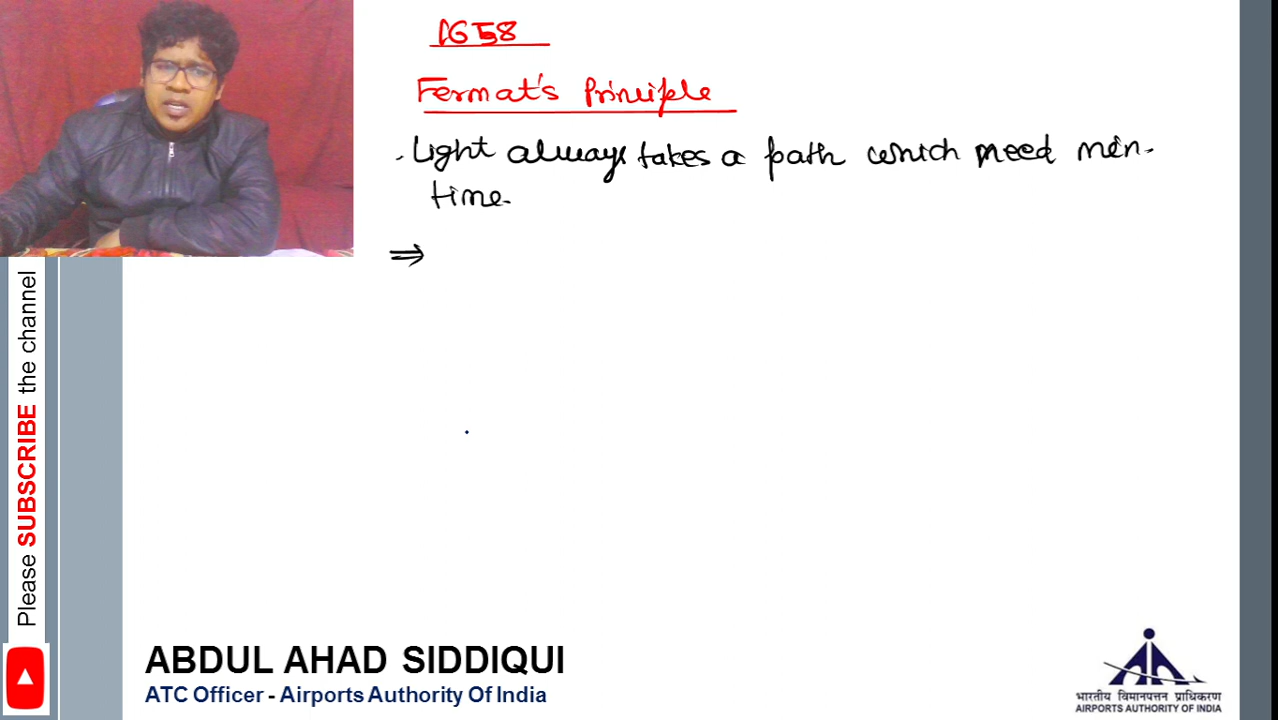 1658
Fermat's Principle
. Light always takes a path which need min.
time.
⇒
Please SUBSCRIBE the channel
ABDUL AHAD SIDDIQUI
ATC Officer - Airports Authority Of India
भारतीय विमानपत्तन प्राधिकरण
AIRPORTS AUTHORITY OF INDIA